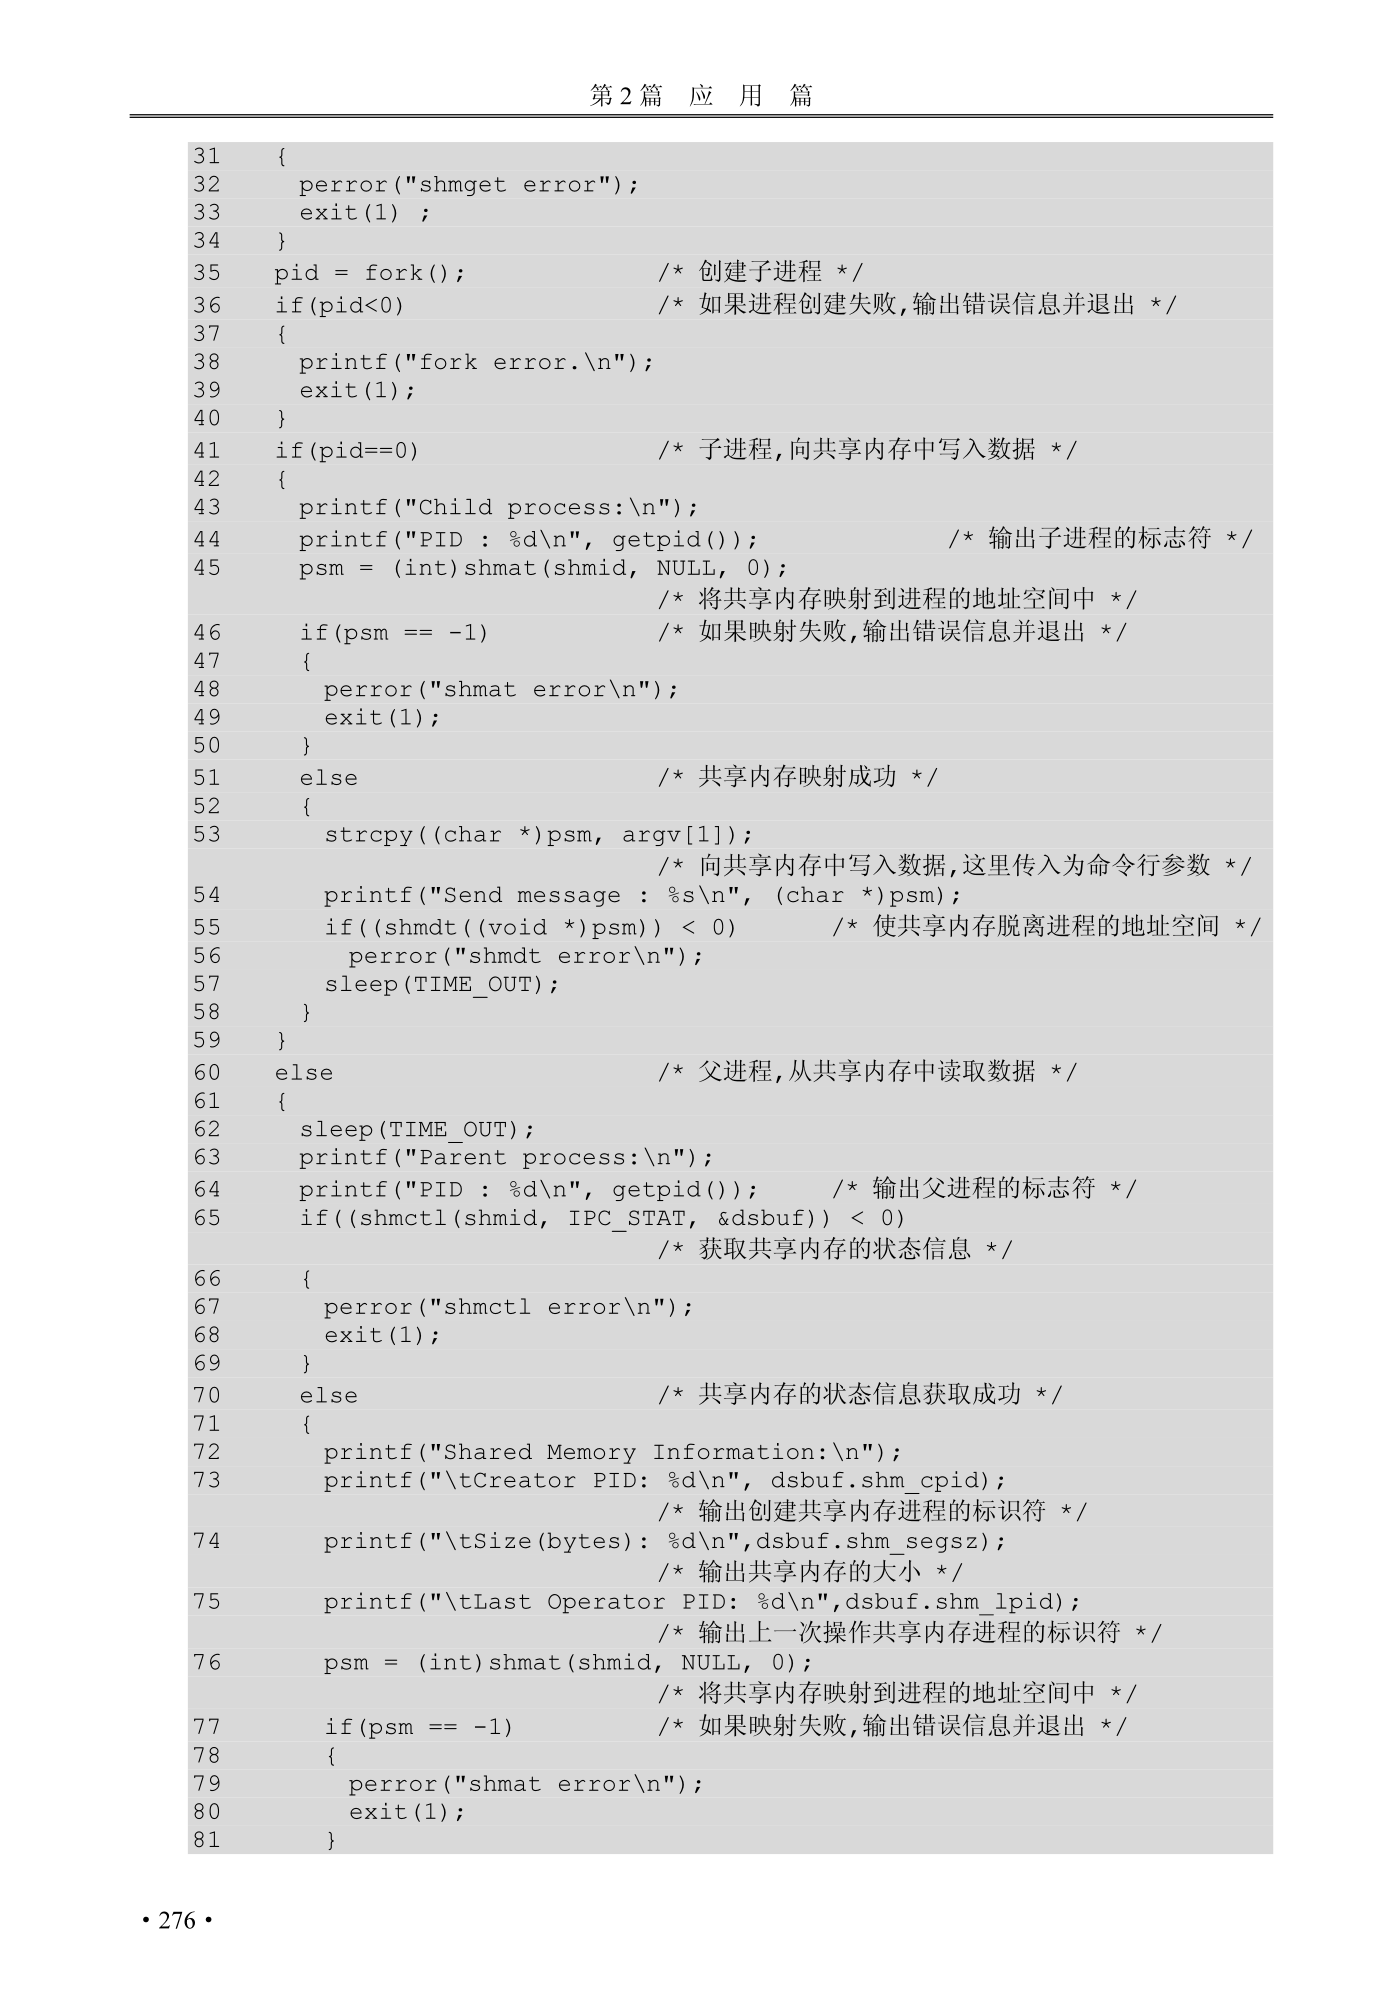 第 2 篇 应 用 篇
31 {
32 perror("shmget error");
33 exit(1) ;
34 }
35 pid = fork(); /* 创建子进程 */
36 if(pid<0) /* 如果进程创建失败,输出错误信息并退出 */
37 {
38 printf("fork error.\n");
39 exit(1);
40 }
41 if(pid==0) /* 子进程,向共享内存中写入数据 */
42 {
43 printf("Child process:\n");
44 printf("PID : %d\n", getpid()); /* 输出子进程的标志符 */
45 psm = (int)shmat(shmid, NULL, 0);
/* 将共享内存映射到进程的地址空间中 */
46 if(psm == -1) /* 如果映射失败,输出错误信息并退出 */
47 {
48 perror("shmat error\n");
49 exit(1);
50 }
51 else /* 共享内存映射成功 */
52 {
53 strcpy((char *)psm, argv[1]);
/* 向共享内存中写入数据,这里传入为命令行参数 */
54 printf("Send message : %s\n", (char *)psm);
55 if((shmdt((void *)psm)) < 0) /* 使共享内存脱离进程的地址空间 */
56 perror("shmdt error\n");
57 sleep(TIME_OUT);
58 }
59 }
60 else /* 父进程,从共享内存中读取数据 */
61 {
62 sleep(TIME_OUT);
63 printf("Parent process:\n");
64 printf("PID : %d\n", getpid()); /* 输出父进程的标志符 */
65 if((shmctl(shmid, IPC_STAT, &dsbuf)) < 0)
/* 获取共享内存的状态信息 */
66 {
67 perror("shmctl error\n");
68 exit(1);
69 }
70 else /* 共享内存的状态信息获取成功 */
71 {
72 printf("Shared Memory Information:\n");
73 printf("\tCreator PID: %d\n", dsbuf.shm_cpid);
/* 输出创建共享内存进程的标识符 */
74 printf("\tSize(bytes): %d\n",dsbuf.shm_segsz);
/* 输出共享内存的大小 */
75 printf("\tLast Operator PID: %d\n",dsbuf.shm_lpid);
/* 输出上一次操作共享内存进程的标识符 */
76 psm = (int)shmat(shmid, NULL, 0);
/* 将共享内存映射到进程的地址空间中 */
77 if(psm == -1) /* 如果映射失败,输出错误信息并退出 */
78 {
79 perror("shmat error\n");
80 exit(1);
81 }
• 276 •